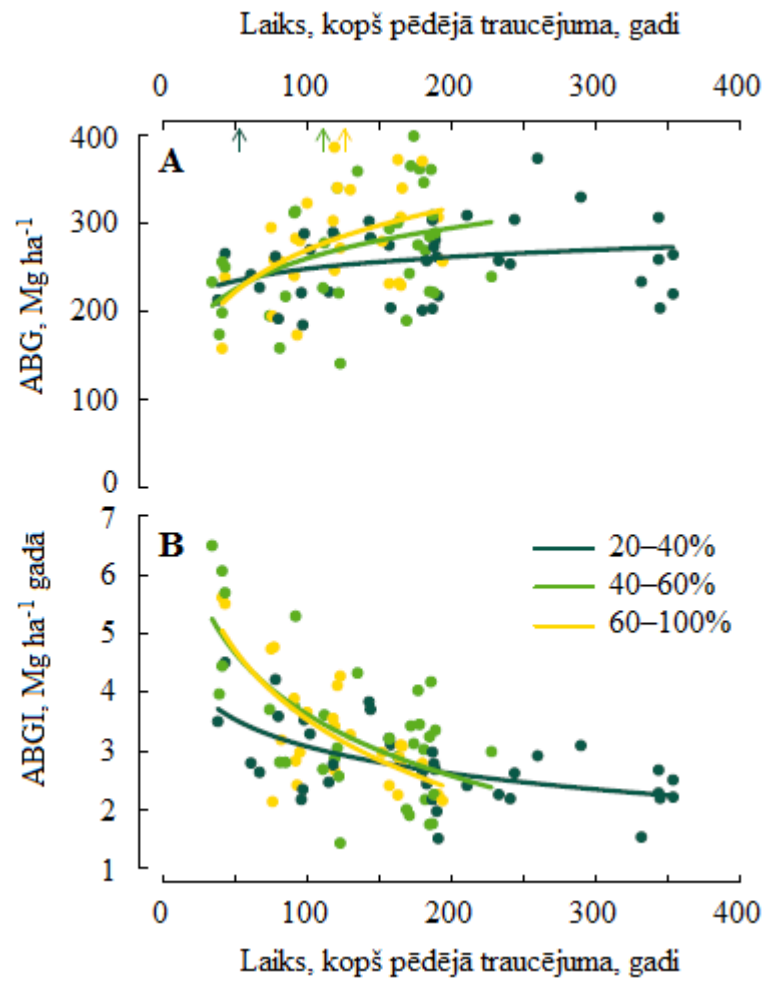 Laiks, kopš pēdējā traucējuma, gadi
0 100 200 300 400
A
ABG, Mg ha⁻¹
400
300
200
100
0
B
ABGI, Mg ha⁻¹ gadā
7
6
5
4
3
2
1
20–40%
40–60%
60–100%
0 100 200 300 400
Laiks, kopš pēdējā traucējuma, gadi